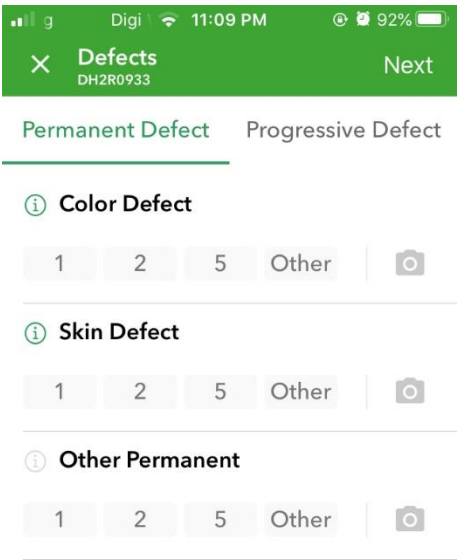 g Digi 11:09 PM 92%
Defects
DH2R0933
Next
Permanent Defect Progressive Defect
Color Defect
1 2 5 Other
Skin Defect
1 2 5 Other
Other Permanent
1 2 5 Other